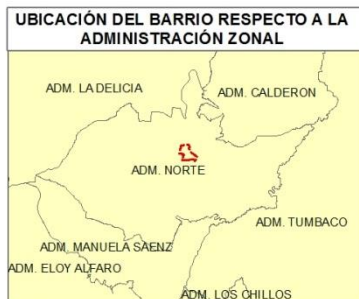 UBICACIÓN DEL BARRIO RESPECTO A LA
ADMINISTRACIÓN ZONAL
ADM. LA DELICIA
ADM. CALDERON
ADM. NORTE
ADM. TUMBACO
ADM. MANUELA SAENZ
ADM. ELOY ALFARO
ADM. LOS CHILLOS